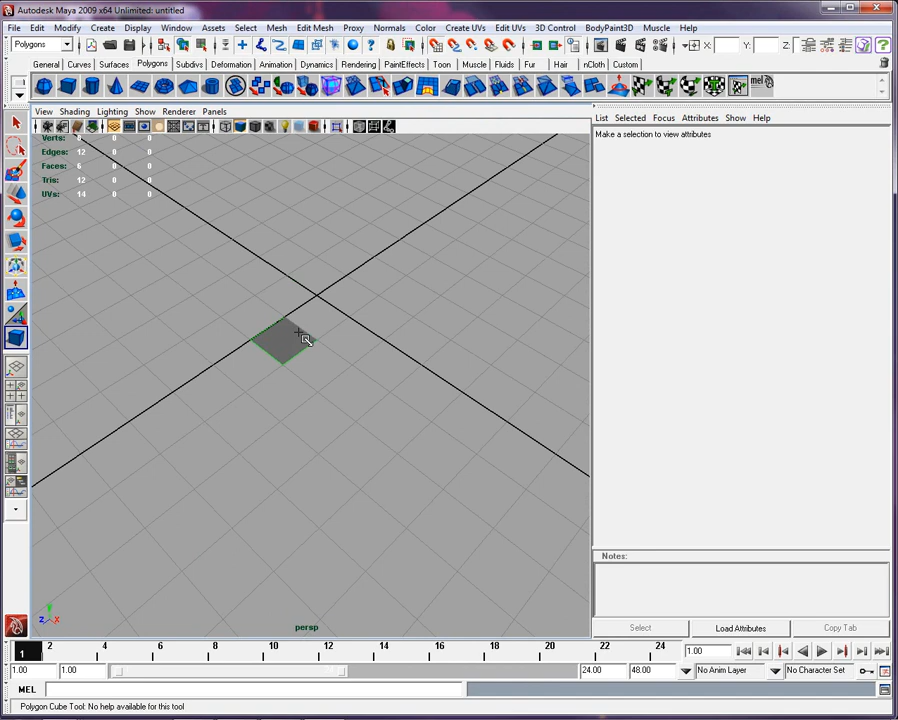 Autodesk Maya 2009 x64 Unlimited: untitled
File Edit Modify Create Display Window Assets Select Mesh Edit Mesh Proxy Normals Color Create UVs Edit UVs 3D Control BodyPaint3D Muscle Help
Polygons X: Y: Z:
General Curves Surfaces Polygons Subdivs Deformation Animation Dynamics Rendering PaintEffects Toon Muscle Fluids Fur Hair nCloth Custom
mel
View Shading Lighting Show Renderer Panels
List Selected Focus Attributes Show Help
Make a selection to view attributes
Verts: 0 0
Edges: 12 0 0
Faces: 6 0 0
Tris: 12 0 0
UVs: 14 0 0
Notes:
z x
persp
Select Load Attributes Copy Tab
1 2 4 6 8 10 12 14 16 18 20 22 24 1.00
1.00 1.00 24.00 48.00 No Anim Layer No Character Set
MEL
Polygon Cube Tool: No help available for this tool